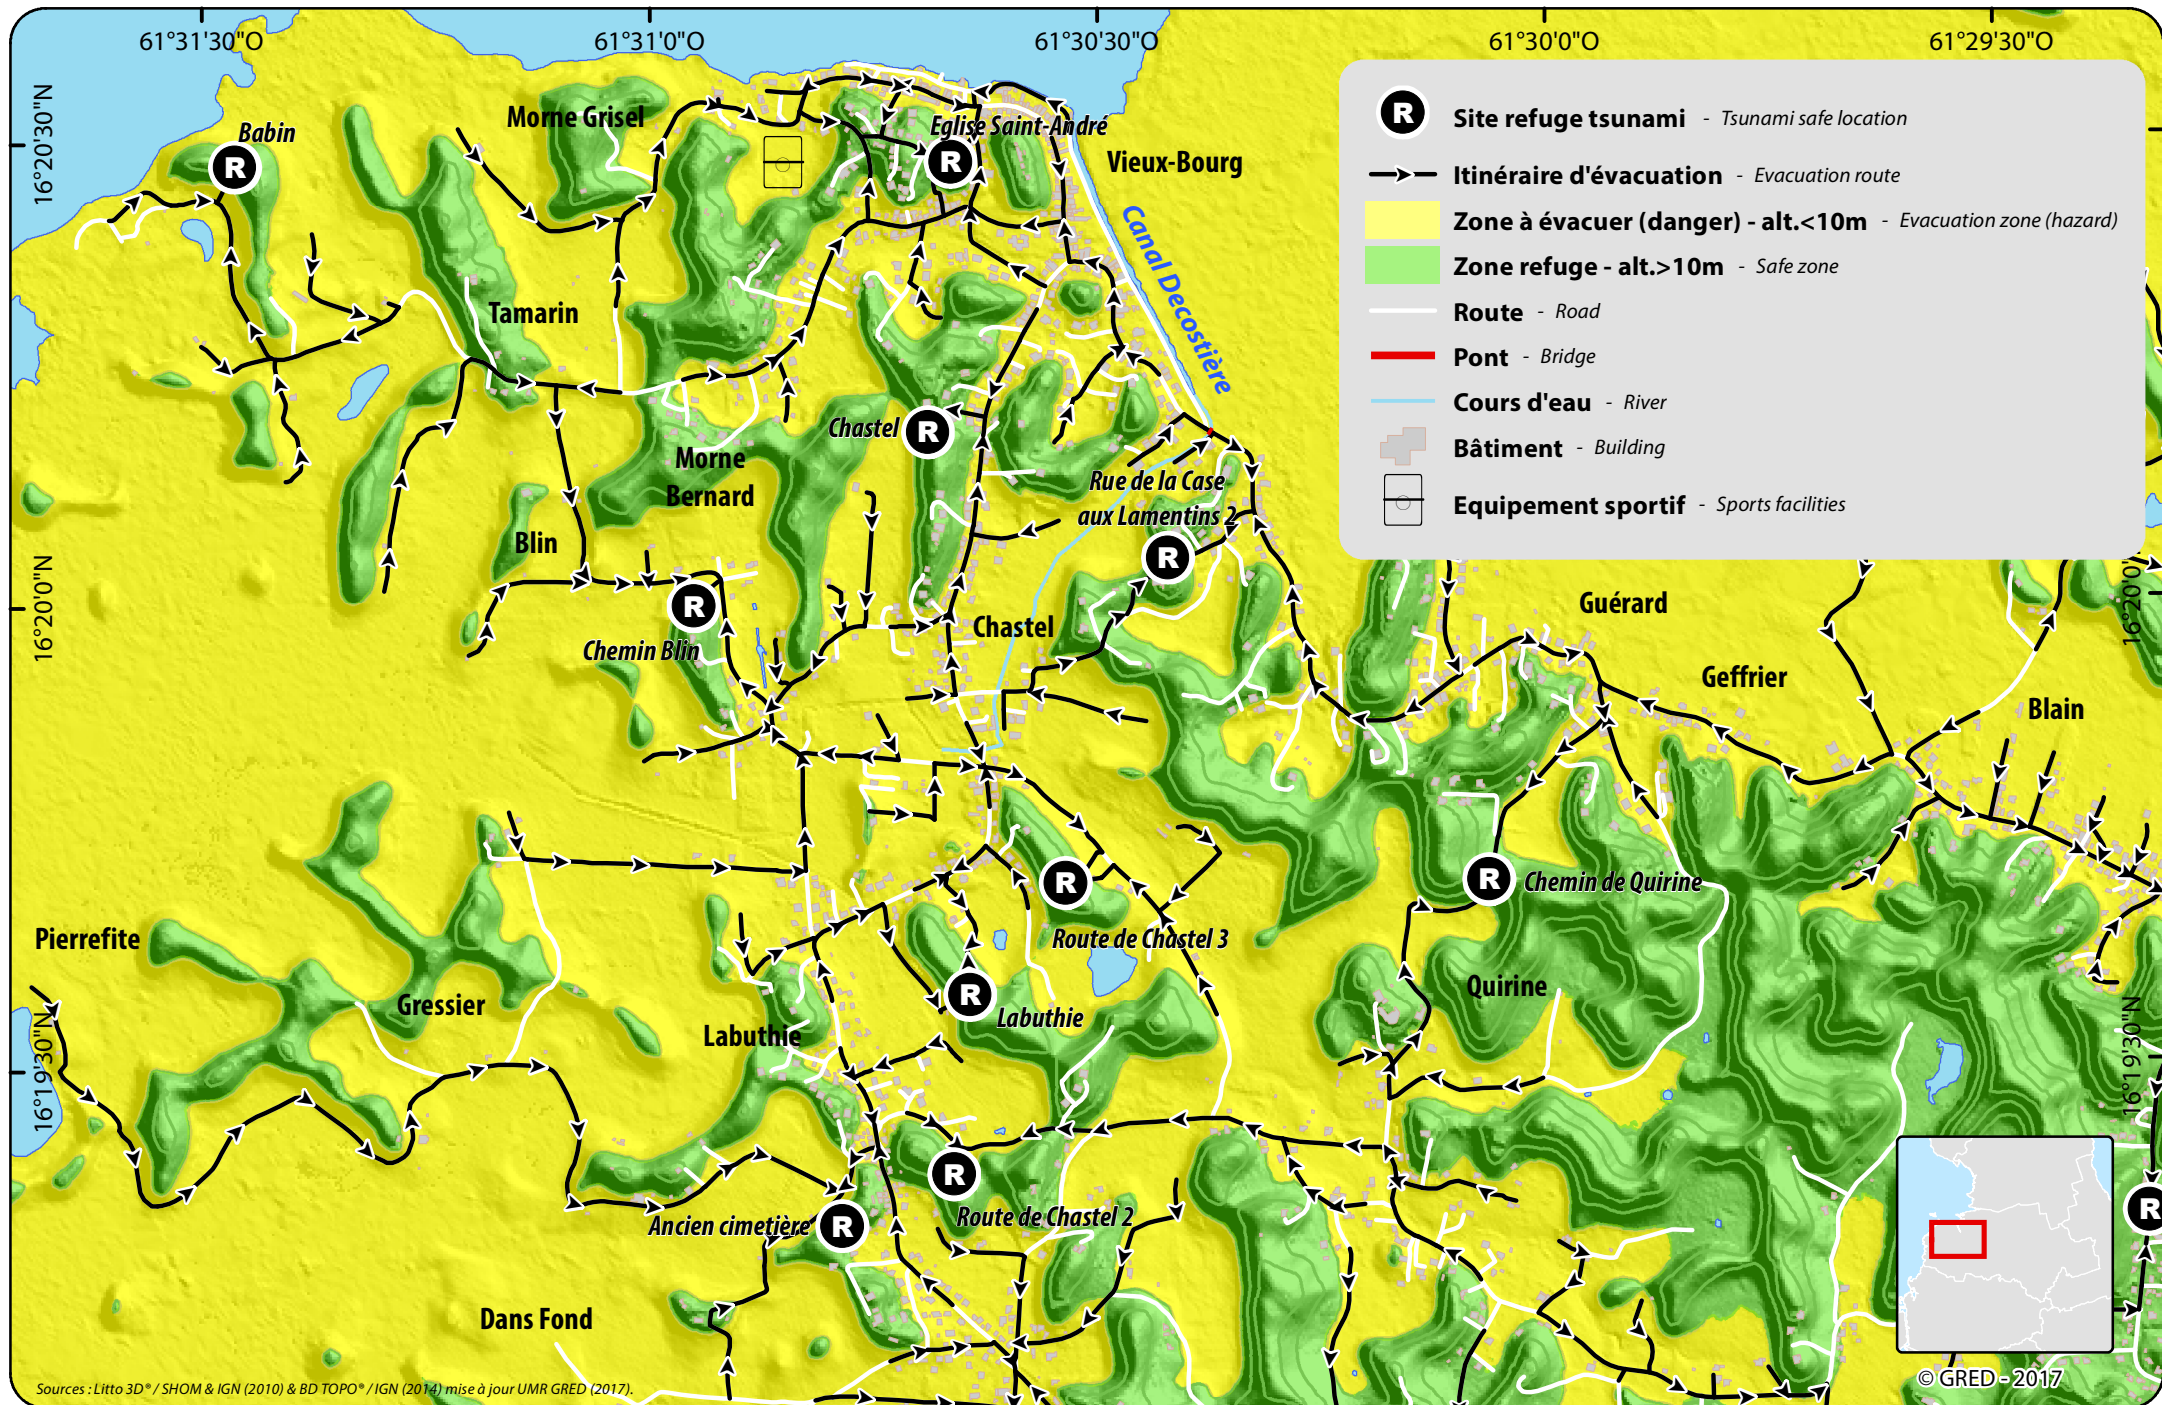 61°31'30"O
61°31'0"O
61°30'30"O
61°30'0"O
61°29'30"O
16°20'30"N
16°20'0"N
16°19'30"N
16°20'0"
16°19'30"N
R
Site refuge tsunami - Tsunami safe location
Itinéraire d'évacuation - Evacuation route
Zone à évacuer (danger) - alt.<10m - Evacuation zone (hazard)
Zone refuge - alt.>10m - Safe zone
Route - Road
Pont - Bridge
Cours d'eau - River
Bâtiment - Building
Equipement sportif - Sports facilities
Babin
R
Morne Grisel
Eglise Saint-André
R
Vieux-Bourg
Canal Decostière
Tamarin
Chastel
R
Morne
Bernard
Rue de la Case
aux Lamentins 2
R
Blin
R
Chemin Blin
Chastel
Guérard
Geffrier
Blain
R
Route de Chastel 3
R
Chemin de Quirine
Pierrefite
Gressier
Labuthie
R
Labuthie
Quirine
R
Route de Chastel 2
Ancien cimetière
R
R
Dans Fond
Sources : Litto 3D® / SHOM & IGN (2010) & BD TOPO® / IGN (2014) mise à jour UMR GRED (2017).
© GRED - 2017